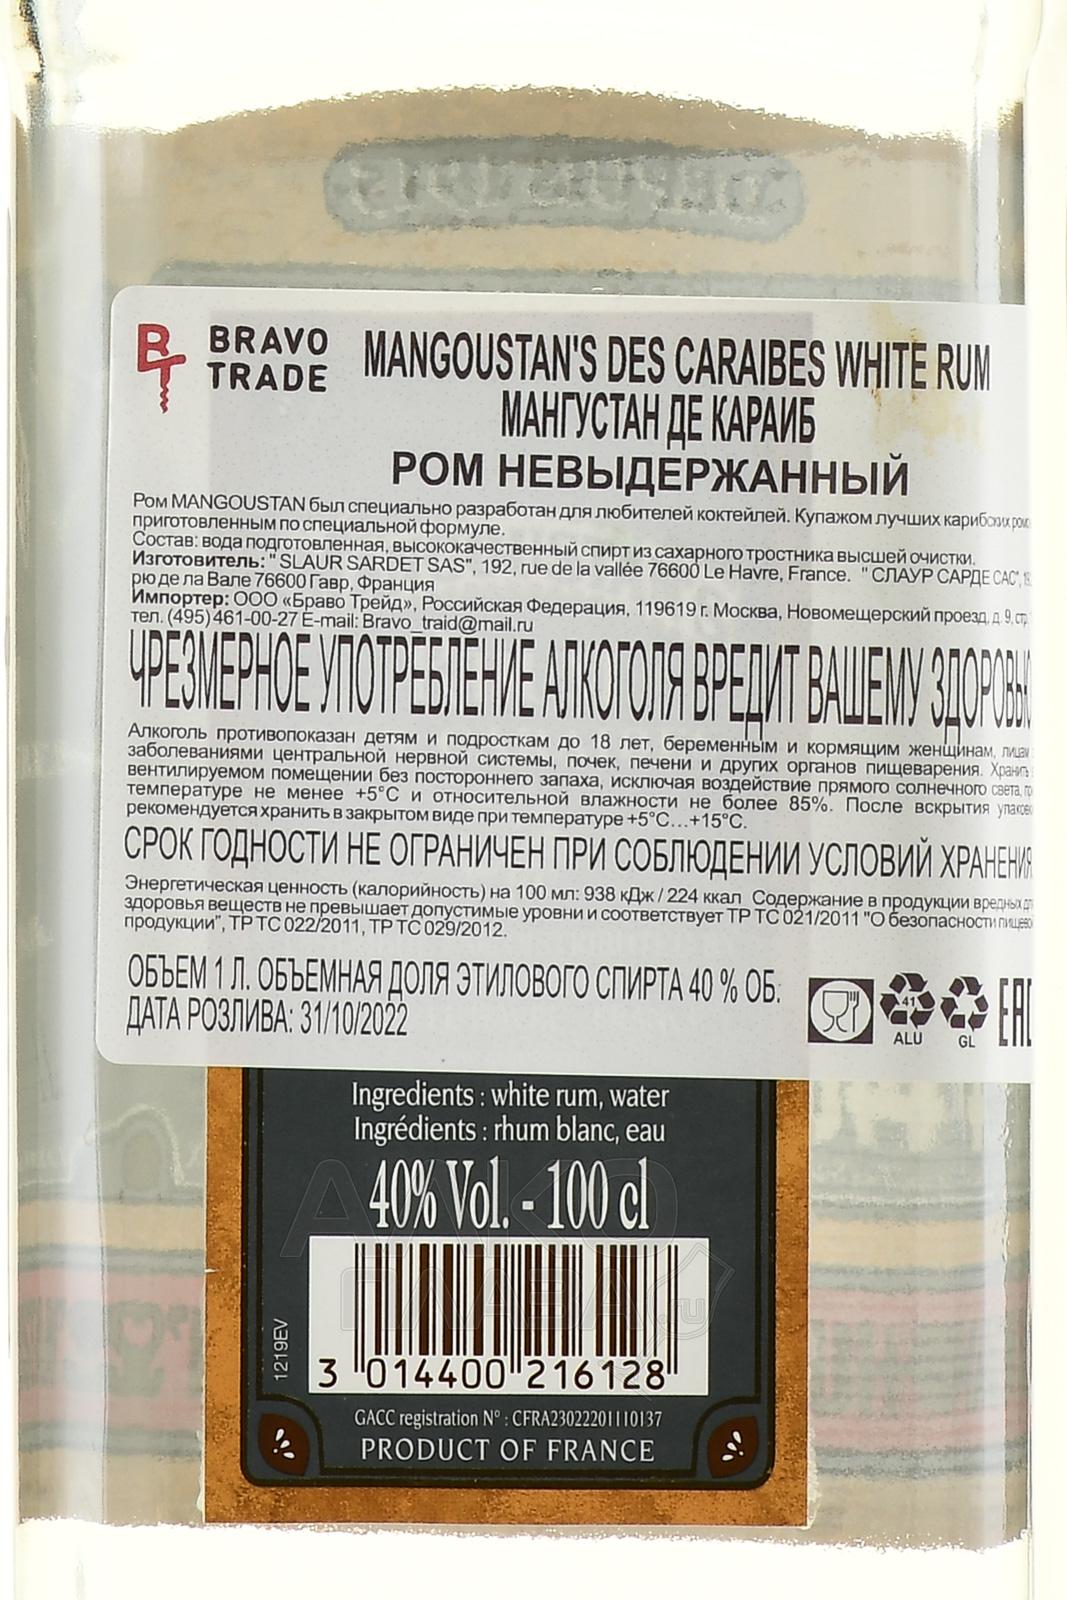 BRAVO
TRADE
MANGOUSTAN'S DES CARAIBES WHITE RUM
МАНГУСТАН ДЕ КАРАИБ
РОМ НЕВЫДЕРЖАННЫЙ
Ром MANGOUSTAN был специально разработан для любителей коктейлей. Купажом лучших карибских
приготовленным по специальной формуле.
Состав: вода подготовленная, высококачественный спирт из сахарного тростника высшей очистки.
Изготовитель: " SLAUR SARDET SAS", 192, rue de la vallée 76600 Le Havre, France. " СЛАУР САРДЕ САС",
рю де ла Вале 76600 Гавр, Франция
Импортер: ООО «Браво Трейд», Российская Федерация, 119619 г. Москва, Новомещерский проезд, д. 9, стр.
тел. (495) 461-00-27 E-mail: Bravo_traid@mail.ru
ЧРЕЗМЕРНОЕ УПОТРЕБЛЕНИЕ АЛКОГОЛЯ ВРЕДИТ ВАШЕМУ
Алкоголь противопоказан детям и подросткам до 18 лет, беременным и кормящим женщинам, лицам
заболеваниями центральной нервной системы, почек, печени и других органов пищеварения. Хранить
вентилируемом помещении без постороннего запаха, исключая воздействие прямого солнечного света,
температуре не менее +5°C и относительной влажности не более 85%. После вскрытия
рекомендуется хранить в закрытом виде при температуре +5°C...+15°C.
СРОК ГОДНОСТИ НЕ ОГРАНИЧЕН ПРИ СОБЛЮДЕНИИ УСЛОВИЙ ХРАНЕНИЯ
Энергетическая ценность (калорийность) на 100 мл: 938 кДж / 224 ккал Содержание в продукции вредных
здоровья веществ не превышает допустимые уровни и соответствует ТР ТС 021/2011 "О безопасности
продукции", ТР ТС 022/2011, ТР ТС 029/2012.
ОБЪЕМ 1 Л. ОБЪЕМНАЯ ДОЛЯ ЭТИЛОВОГО СПИРТА 40 % ОБ.
ДАТА РОЗЛИВА: 31/10/2022
41
ALU
GL
EAC
Ingredients : white rum, water
Ingrédients : rhum blanc, eau
40% Vol. - 100 cl
1219EV
3 014400 216128
GACC registration N° : CFRA23022201110137
PRODUCT OF FRANCE
АЛКО
ПЛАЗА.ru